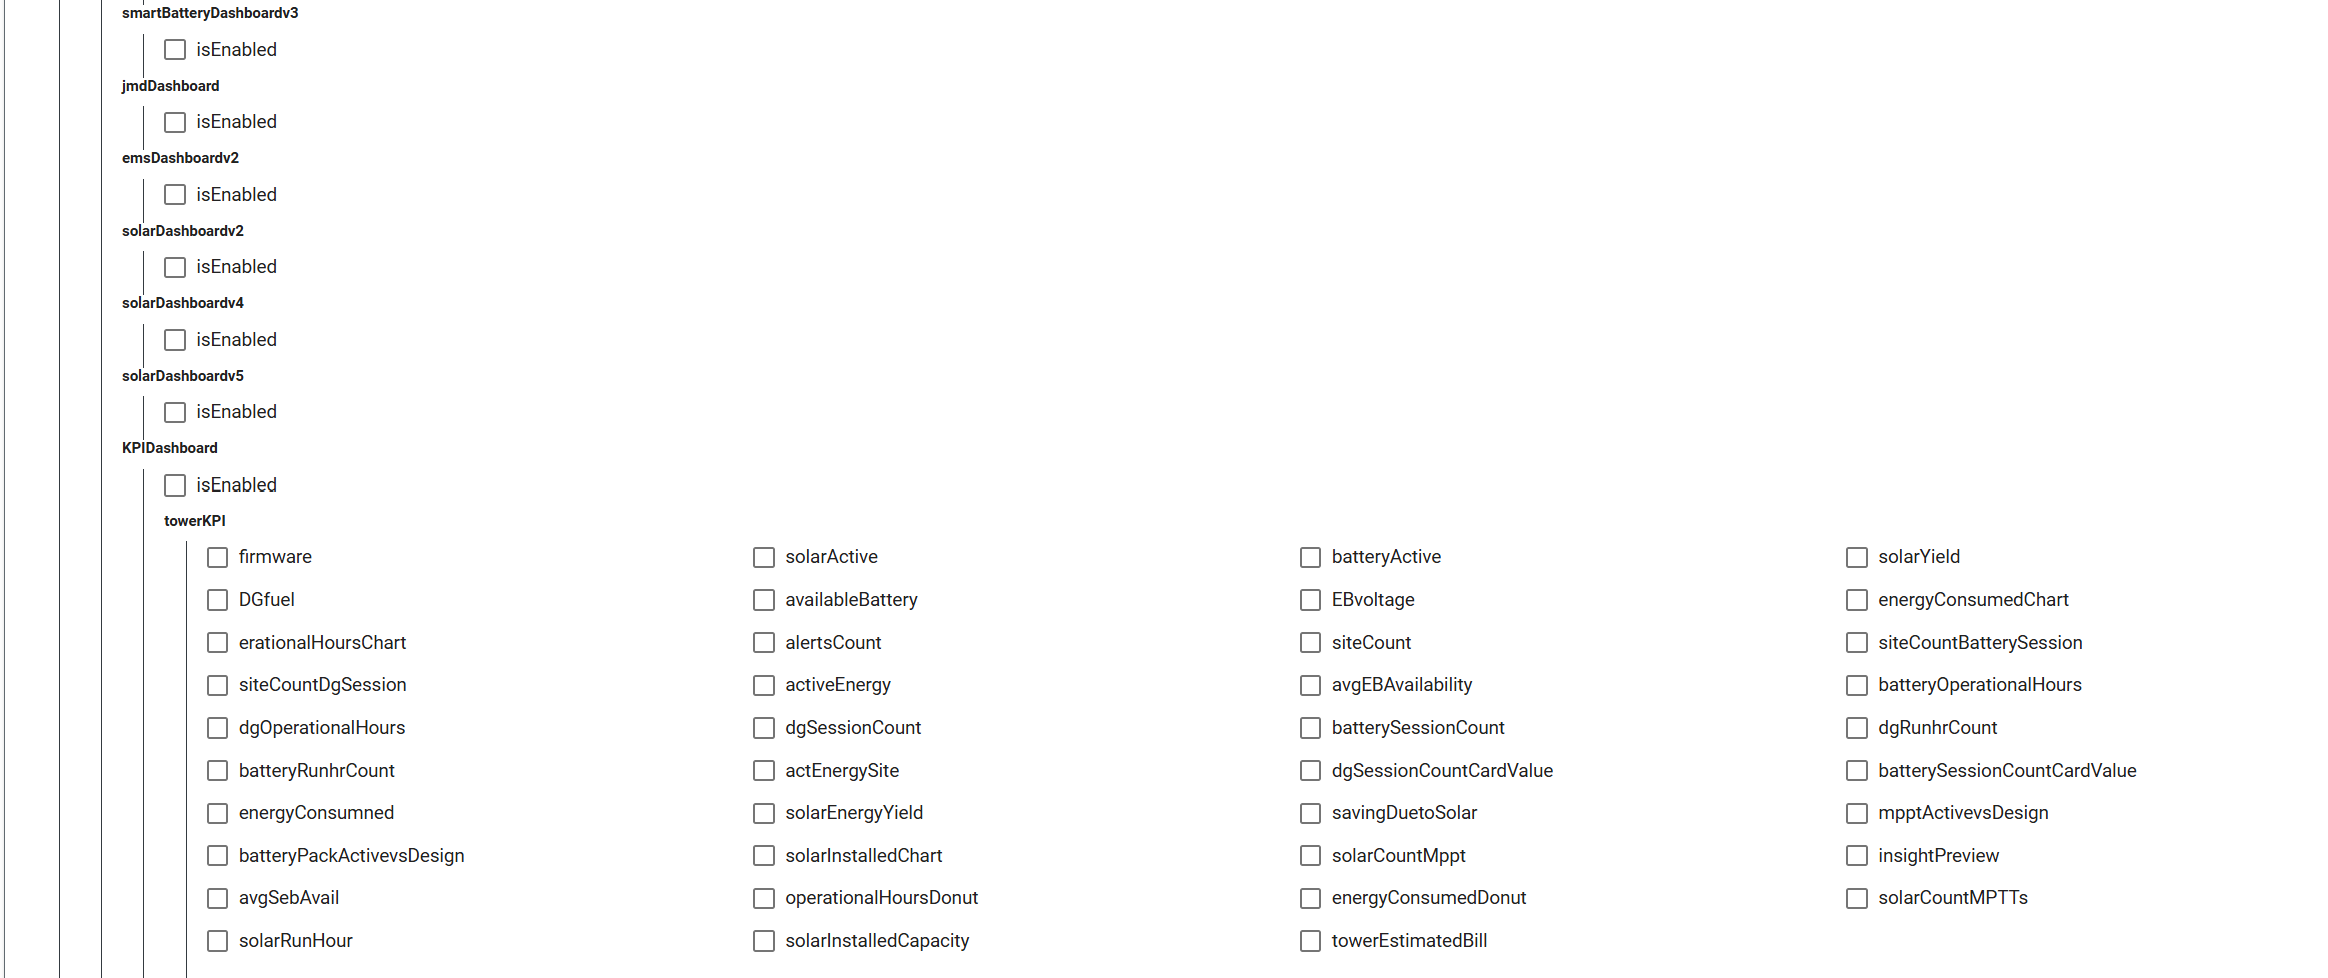 smartBatteryDashboardv3
isEnabled
jmdDashboard
isEnabled
emsDashboardv2
isEnabled
solarDashboardv2
isEnabled
solarDashboardv4
isEnabled
solarDashboardv5
isEnabled
KPIDashboard
isEnabled
towerKPI
firmware solarActive batteryActive solarYield
DGfuel availableBattery EBvoltage energyConsumedChart
erationalHoursChart alertsCount siteCount siteCountBatterySession
siteCountDgSession activeEnergy avgEBAvailability batteryOperationalHours
dgOperationalHours dgSessionCount batterySessionCount dgRunhrCount
batteryRunhrCount actEnergySite dgSessionCountCardValue batterySessionCountCardValue
energyConsumned solarEnergyYield savingDuetoSolar mpptActivevsDesign
batteryPackActivevsDesign solarInstalledChart solarCountMppt insightPreview
avgSebAvail operationalHoursDonut energyConsumedDonut solarCountMPTTs
solarRunHour solarInstalledCapacity towerEstimatedBill